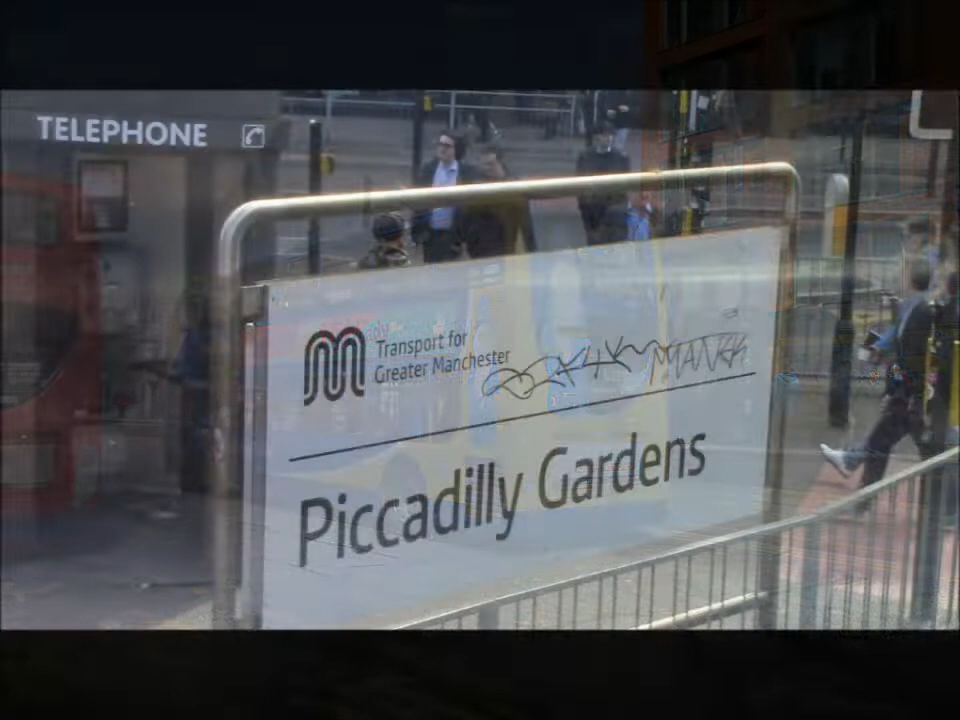 TELEPHONE
Transport for
Greater Manchester
Piccadilly Gardens